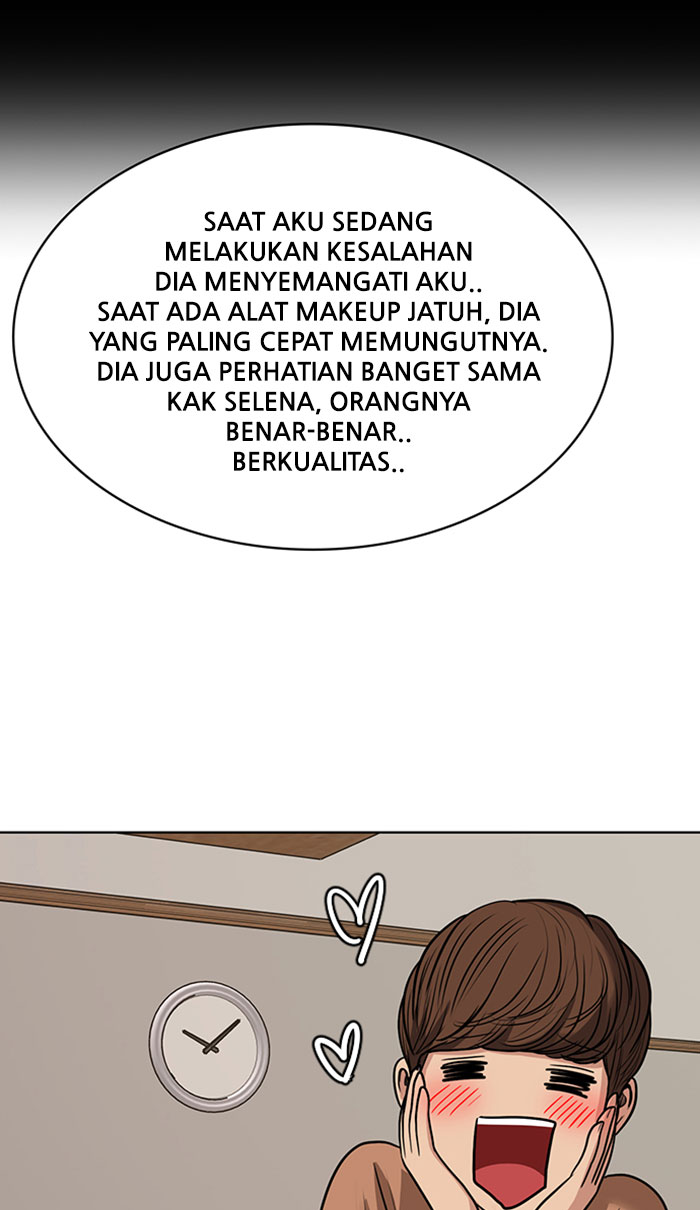 SAAT AKU SEDANG
MELAKUKAN KESALAHAN
DIA MENYEMANGATI AKU..
SAAT ADA ALAT MAKEUP JATUH, DIA
YANG PALING CEPAT MEMUNGUTNYA.
DIA JUGA PERHATIAN BANGET SAMA
KAK SELENA, ORANGNYA
BENAR-BENAR..
BERKUALITAS..